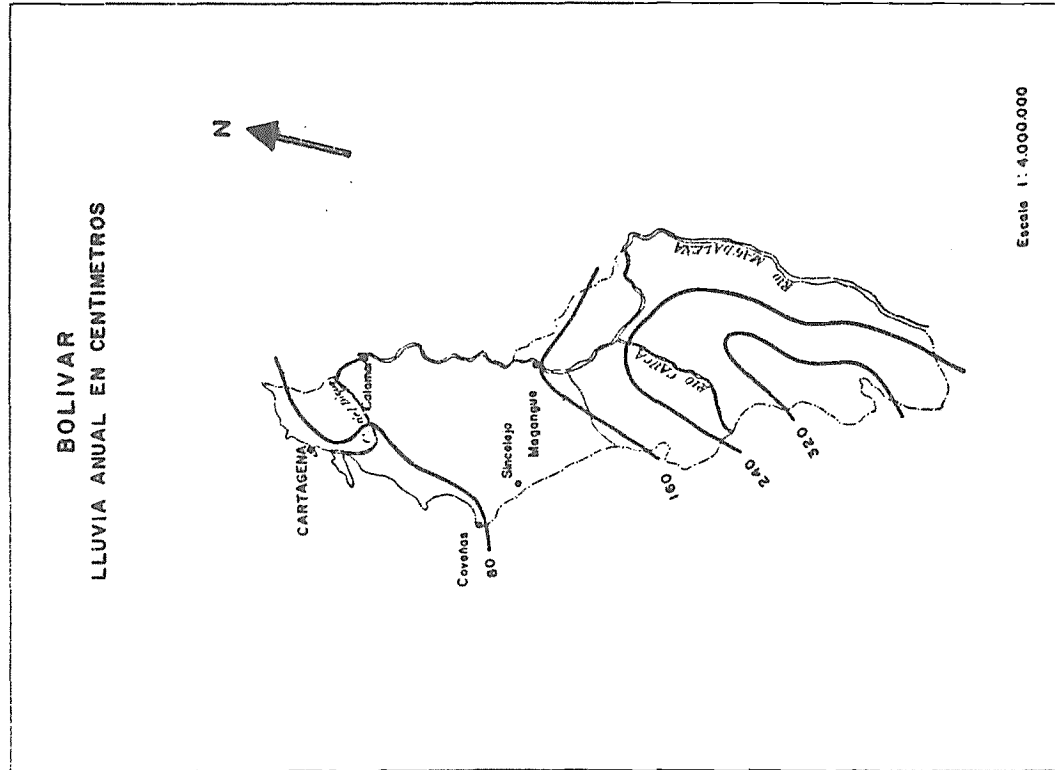 BOLIVAR
LLUVIA ANUAL EN CENTIMETROS
N
CARTAGENA
Calamar
Coveñas
80
Sincelejo
Magangue
RIO MAGDALENA
RIO CAUCA
160
240
320
Escala 1: 4.000.000